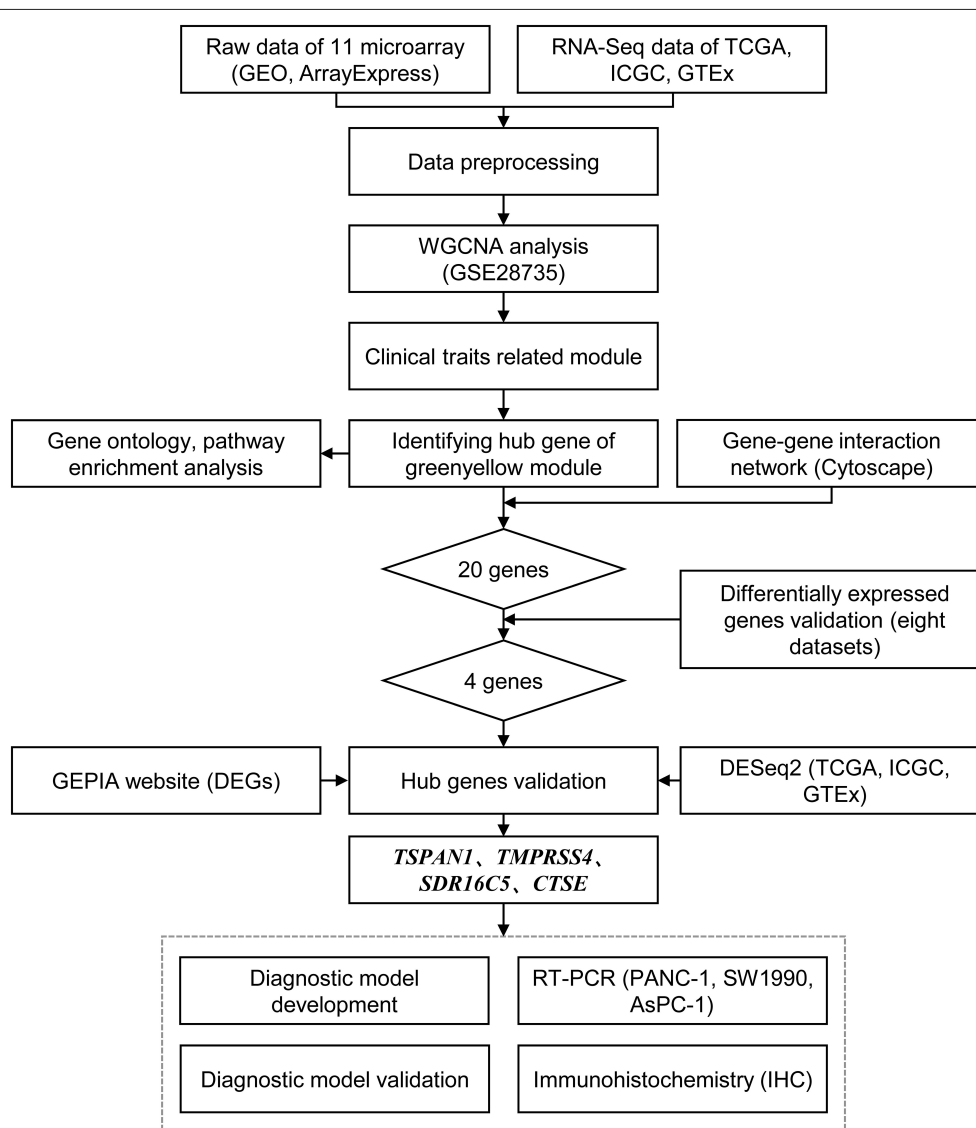 Raw data of 11 microarray
(GEO, ArrayExpress)
RNA-Seq data of TCGA,
ICGC, GTEx
Data preprocessing
WGCNA analysis
(GSE28735)
Clinical traits related module
Gene ontology, pathway
enrichment analysis
Identifying hub gene of
greenyellow module
Gene-gene interaction
network (Cytoscape)
20 genes
Differentially expressed
genes validation (eight
datasets)
4 genes
GEPIA website (DEGs)
Hub genes validation
DESeq2 (TCGA, ICGC,
GTEx)
TSPAN1、TMPRSS4、
SDR16C5、CTSE
Diagnostic model
development
RT-PCR (PANC-1, SW1990,
AsPC-1)
Diagnostic model validation
Immunohistochemistry (IHC)